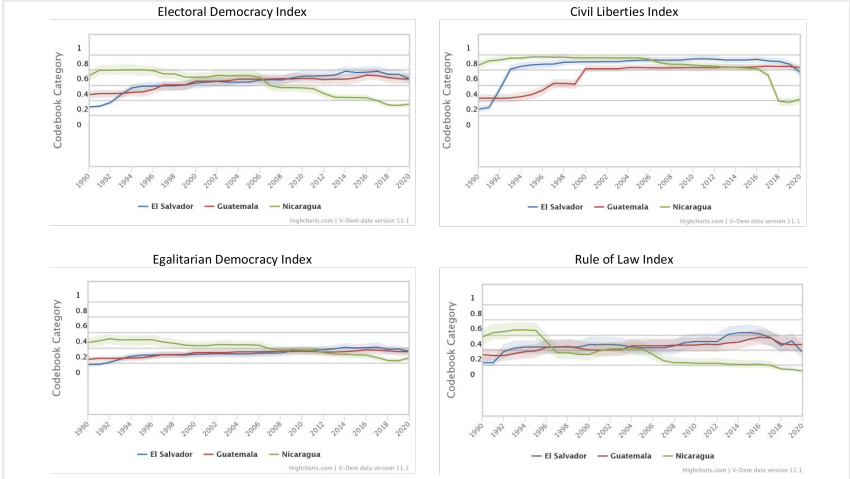 Electoral Democracy Index
Codebook Category
1
0.8
0.6
0.4
0.2
0
1990 1992 1994 1996 1998 2000 2002 2004 2006 2008 2010 2012 2014 2016 2018 2020
El Salvador Guatemala Nicaragua
Highcharts.com | V-Dem data version 11.1
Civil Liberties Index
Codebook Category
1
0.8
0.6
0.4
0.2
0
1990 1992 1994 1996 1998 2000 2002 2004 2006 2008 2010 2012 2014 2016 2018 2020
El Salvador Guatemala Nicaragua
Highcharts.com | V-Dem data version 11.1
Egalitarian Democracy Index
Codebook Category
1
0.8
0.6
0.4
0.2
0
1990 1992 1994 1996 1998 2000 2002 2004 2006 2008 2010 2012 2014 2016 2018 2020
El Salvador Guatemala Nicaragua
Highcharts.com | V-Dem data version 11.1
Rule of Law Index
Codebook Category
1
0.8
0.6
0.4
0.2
0
1990 1992 1994 1996 1998 2000 2002 2004 2006 2008 2010 2012 2014 2016 2018 2020
El Salvador Guatemala Nicaragua
Highcharts.com | V-Dem data version 11.1